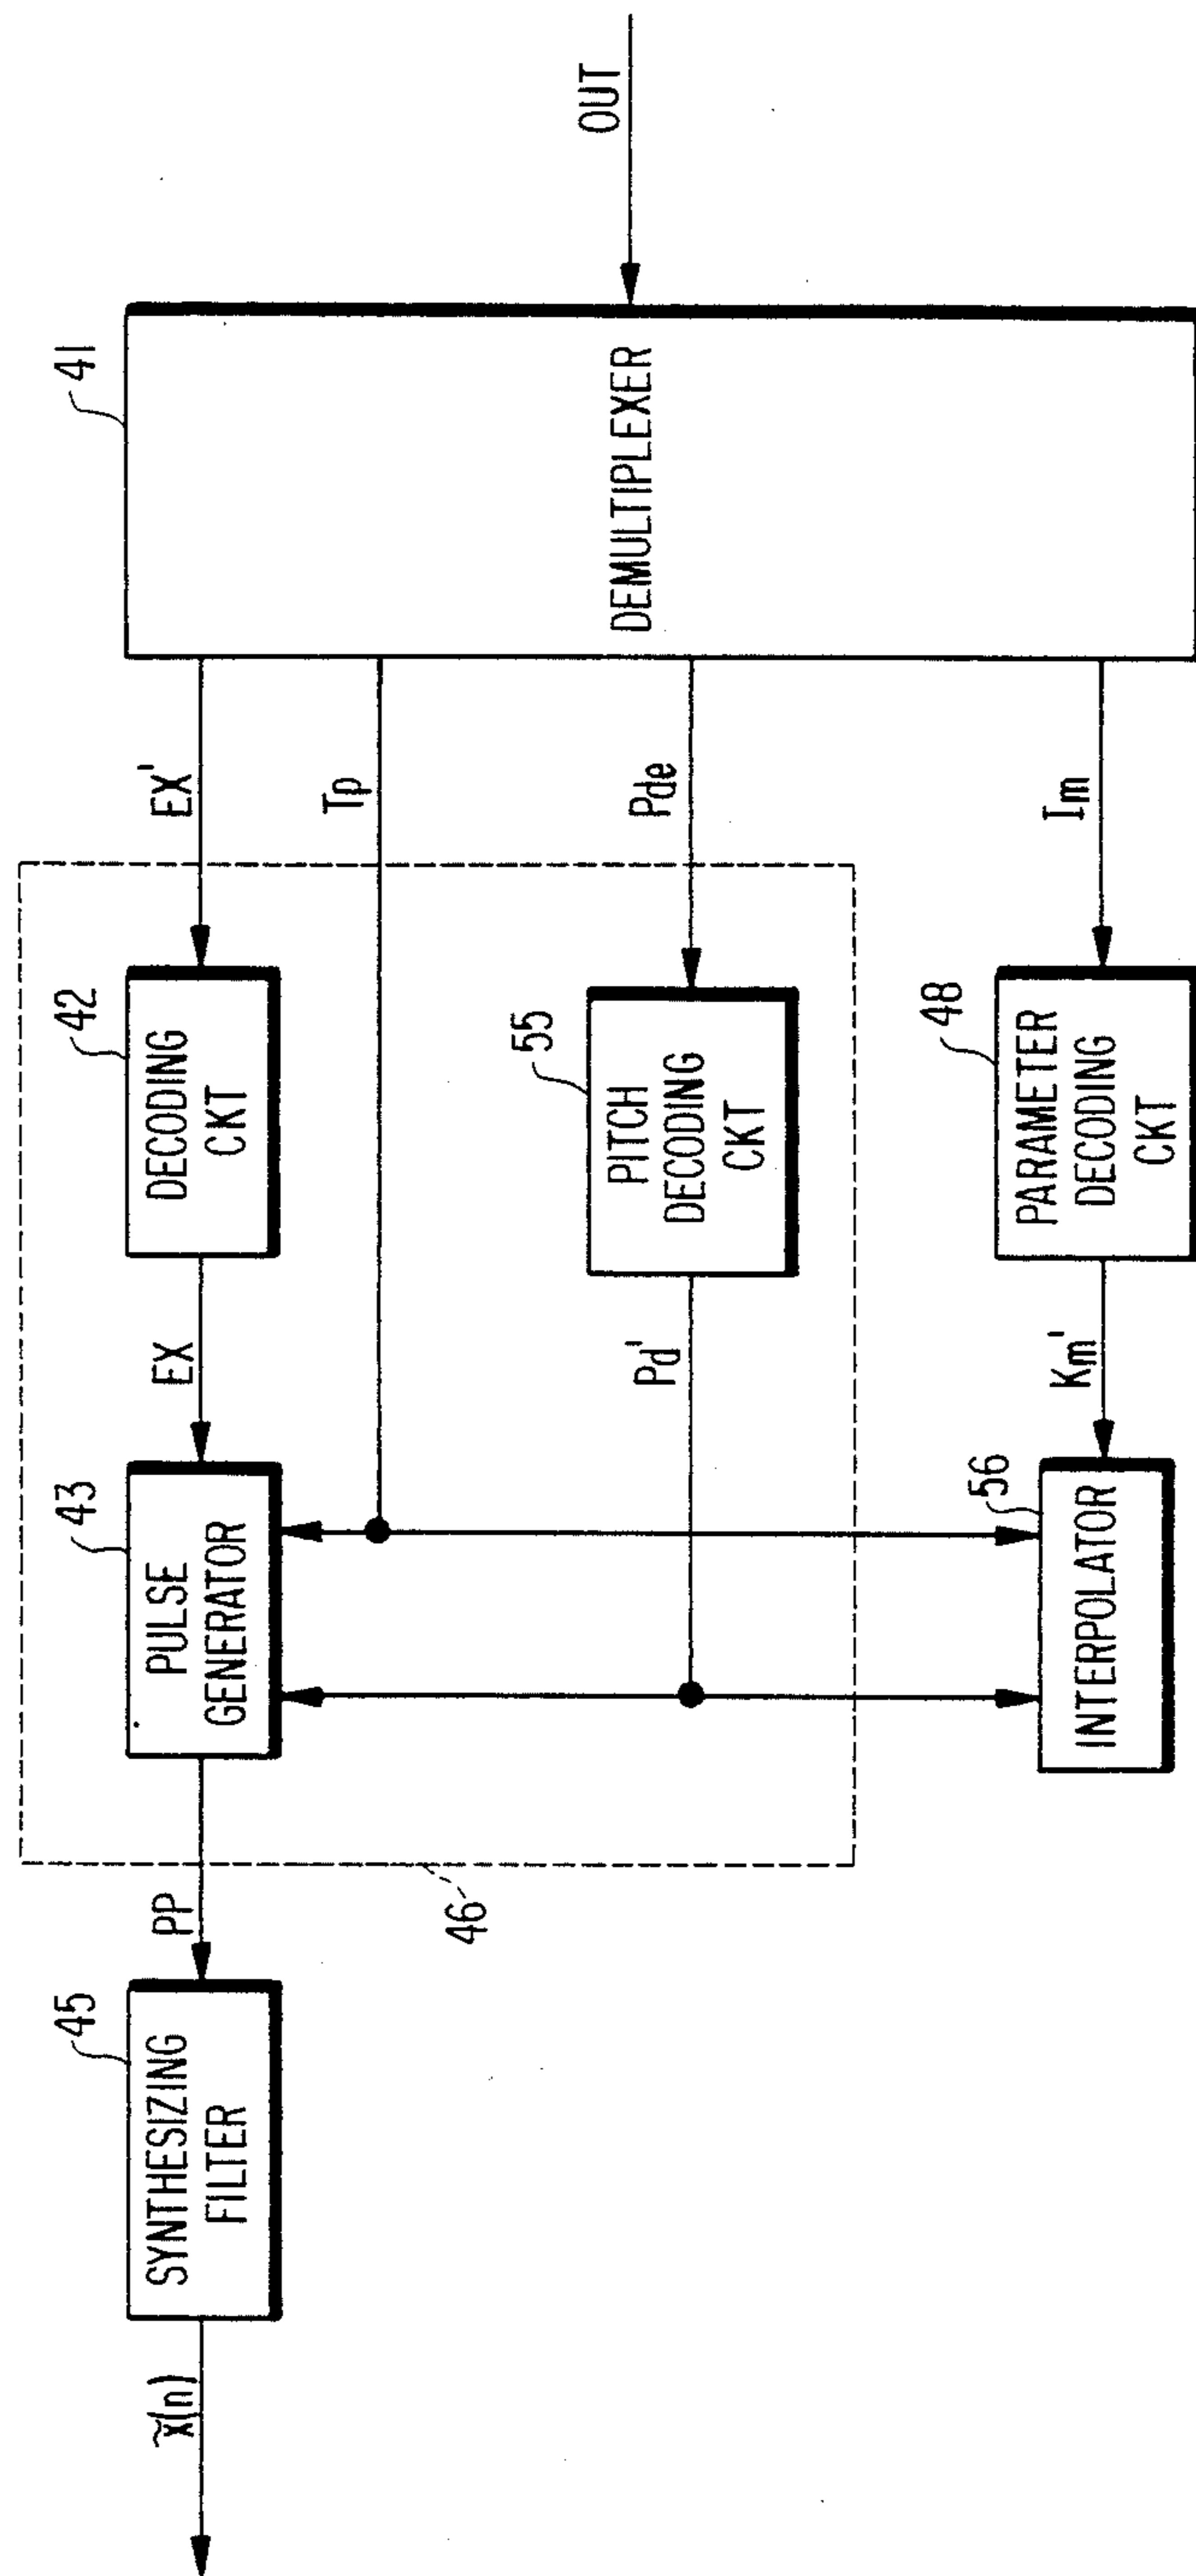 OUT
41
DEMULTIPLEXER
EX'
Tp
Pde
Im
42
DECODING
CKT
55
PITCH
DECODING
CKT
48
PARAMETER
DECODING
CKT
EX
Pd'
Km'
43
PULSE
GENERATOR
56
INTERPOLATOR
46
PP
45
SYNTHESIZING
FILTER
x̃(n)